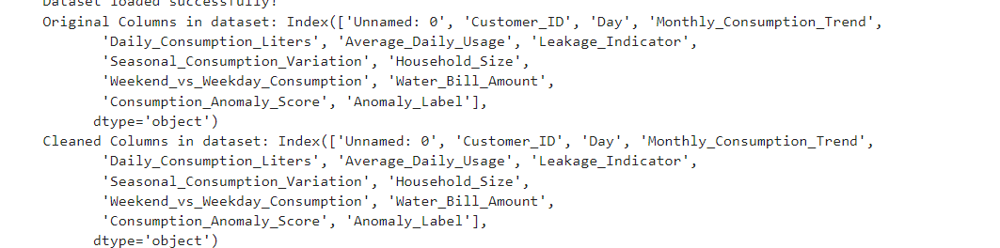 Dataset loaded successfully!
Original Columns in dataset: Index(['Unnamed: 0', 'Customer_ID', 'Day', 'Monthly_Consumption_Trend',
'Daily_Consumption_Liters', 'Average_Daily_Usage', 'Leakage_Indicator',
'Seasonal_Consumption_Variation', 'Household_Size',
'Weekend_vs_Weekday_Consumption', 'Water_Bill_Amount',
'Consumption_Anomaly_Score', 'Anomaly_Label'],
dtype='object')
Cleaned Columns in dataset: Index(['Unnamed: 0', 'Customer_ID', 'Day', 'Monthly_Consumption_Trend',
'Daily_Consumption_Liters', 'Average_Daily_Usage', 'Leakage_Indicator',
'Seasonal_Consumption_Variation', 'Household_Size',
'Weekend_vs_Weekday_Consumption', 'Water_Bill_Amount',
'Consumption_Anomaly_Score', 'Anomaly_Label'],
dtype='object')